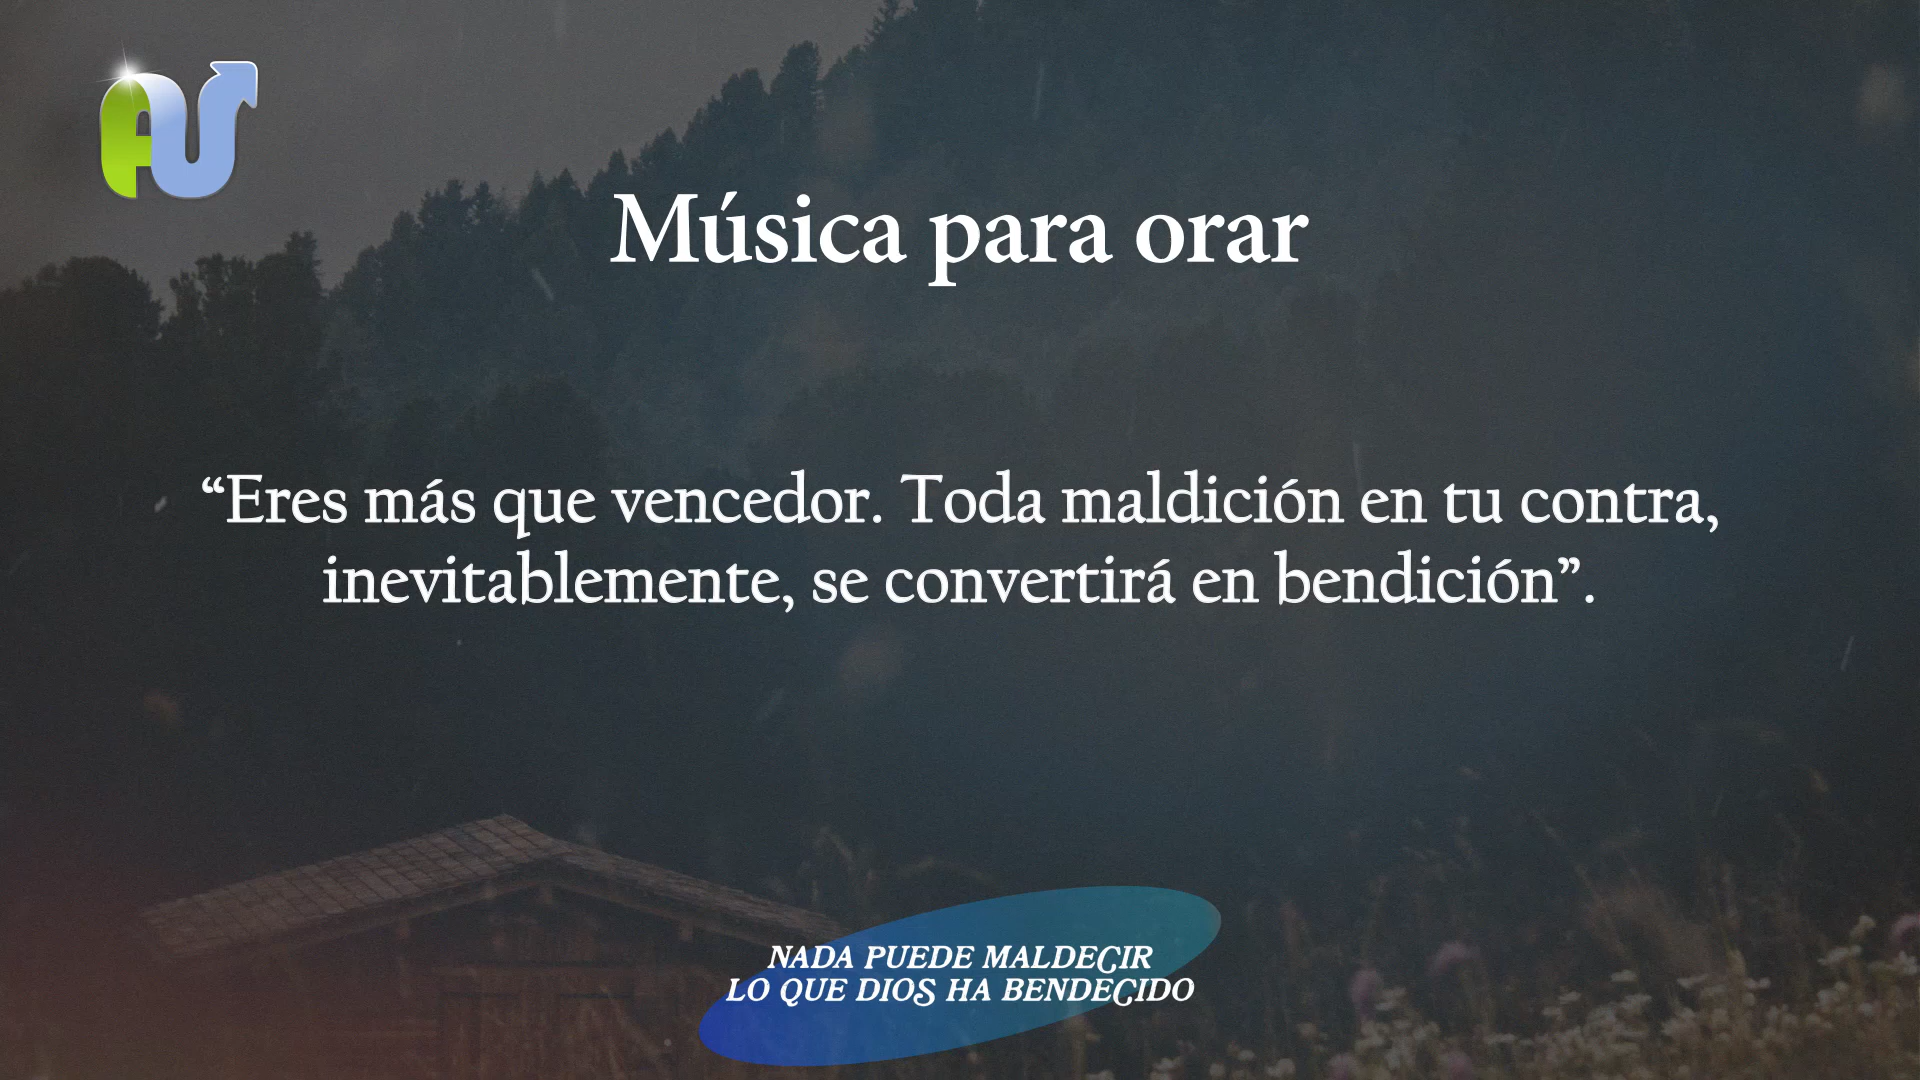 Música para orar
“Eres más que vencedor. Toda maldición en tu contra,
inevitablemente, se convertirá en bendición”.
NADA PUEDE MALDECIR
LO QUE DIOS HA BENDECIDO